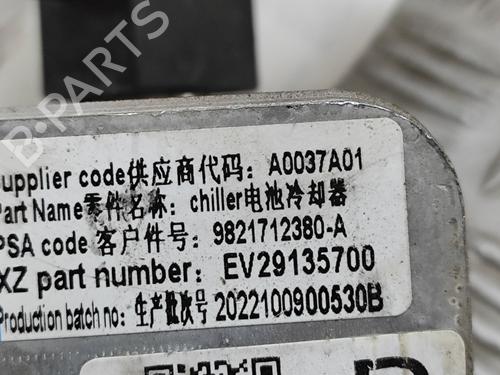 B-PARTS
Supplier code供应商代码: A0037A01
Part Name零件名称: chiller电池冷却器
PSA code 客户件号: 9821712380-A
XZ part number: EV29135700
Production batch no: 生产批次号 2022100900530B